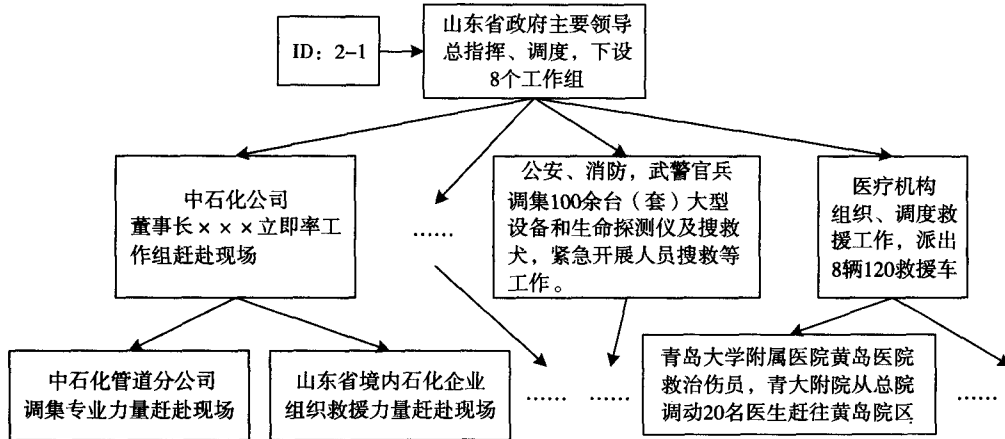 ID：2-1
山东省政府主要领导
总指挥、调度，下设
8个工作组
中石化公司
董事长×××立即率工
作组赶赴现场
……
公安、消防，武警官兵
调集100余台（套）大型
设备和生命探测仪及搜救
犬，紧急开展人员搜救等
工作。
医疗机构
组织、调度救
援工作，派出
8辆120救援车
中石化管道分公司
调集专业力量赶赴现场
山东省境内石化企业
组织救援力量赶赴现场
……
……
青岛大学附属医院黄岛医院
救治伤员，青大附院从总院
调动20名医生赶往黄岛院区
……